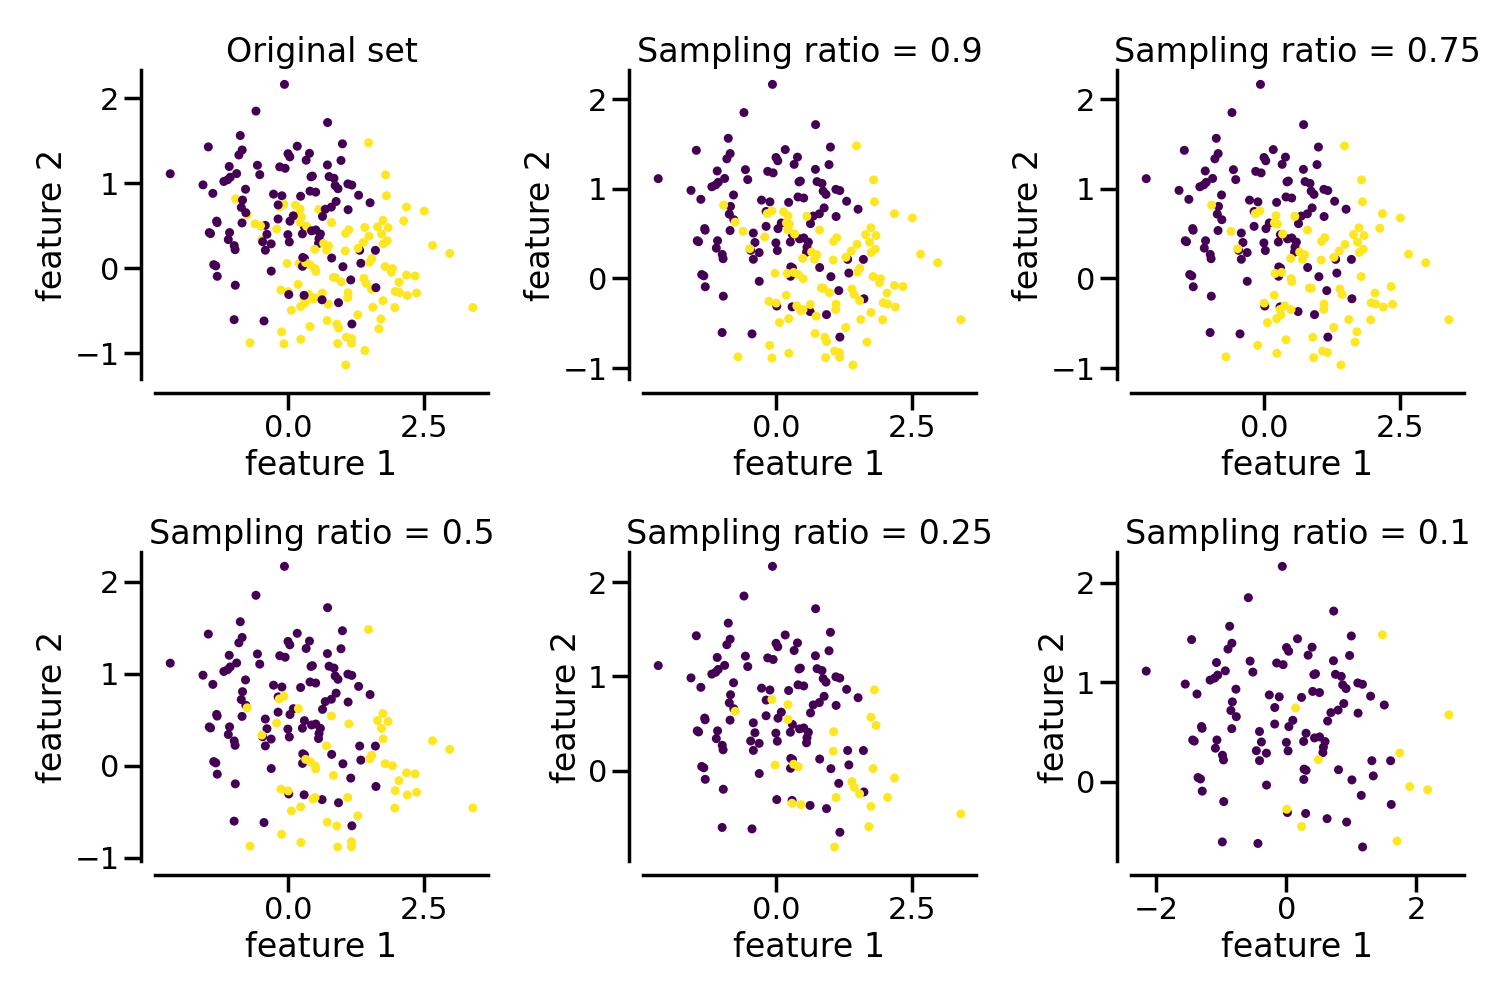 Original set
Sampling ratio = 0.9
Sampling ratio = 0.75
feature 2
2
1
0
−1
0.0
2.5
feature 1
feature 2
2
1
0
−1
0.0
2.5
feature 1
feature 2
2
1
0
−1
0.0
2.5
feature 1
Sampling ratio = 0.5
Sampling ratio = 0.25
Sampling ratio = 0.1
feature 2
2
1
0
−1
0.0
2.5
feature 1
feature 2
2
1
0
0.0
2.5
feature 1
feature 2
2
1
0
−2
0
2
feature 1